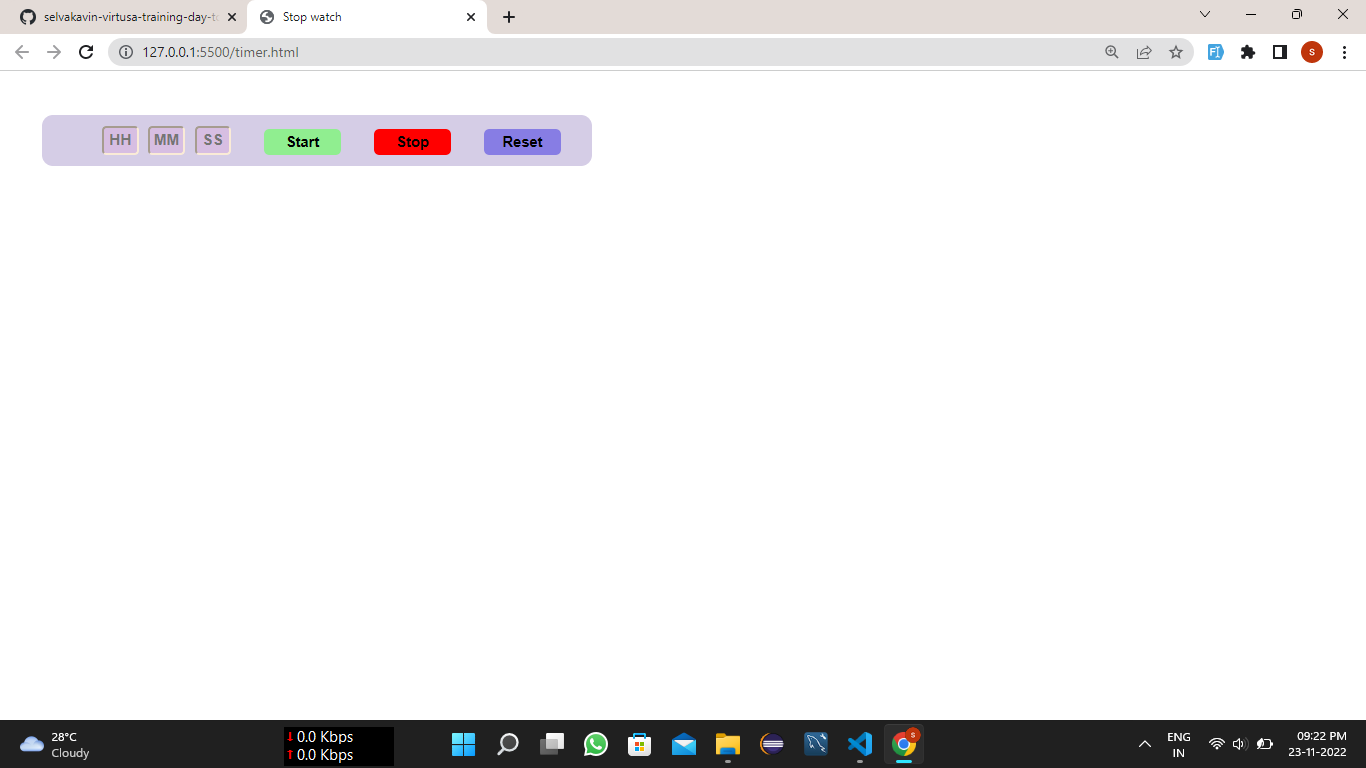 selvakavin-virtusa-training-day-t
Stop watch
127.0.0.1:5500/timer.html
S
HH MM SS Start Stop Reset
28°C
Cloudy
0.0 Kbps
0.0 Kbps
S
ENG
IN
09:22 PM
23-11-2022